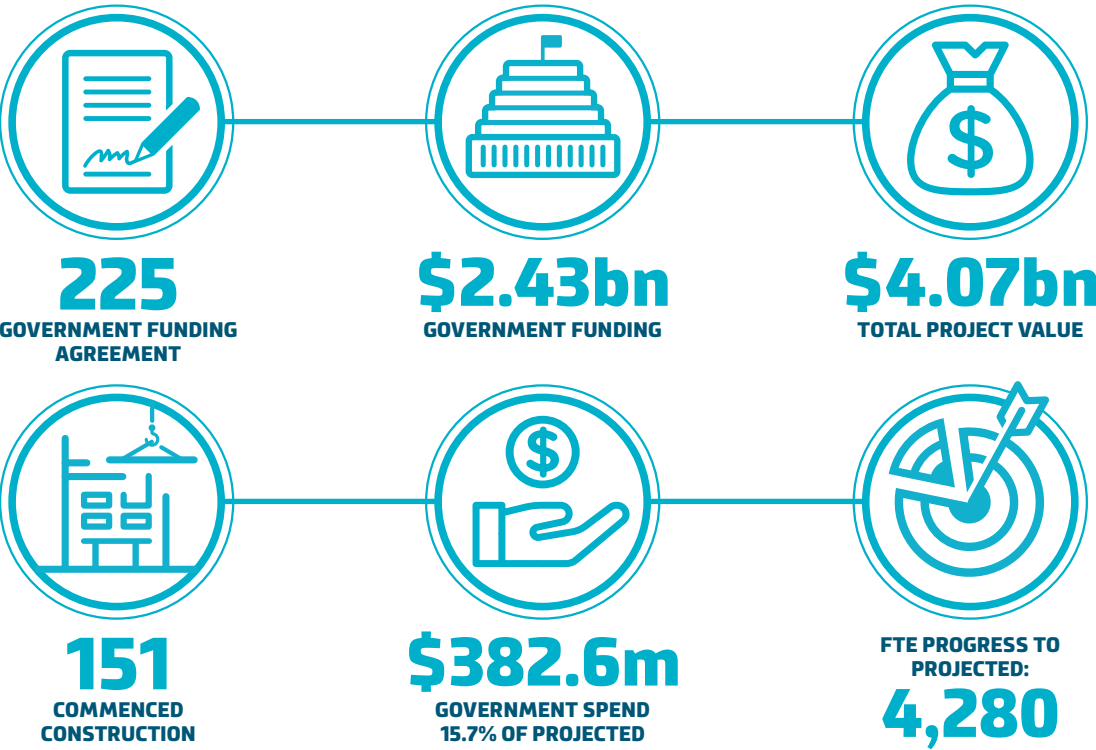 225
GOVERNMENT FUNDING
AGREEMENT
$2.43bn
GOVERNMENT FUNDING
$4.07bn
TOTAL PROJECT VALUE
151
COMMENCED
CONSTRUCTION
$382.6m
GOVERNMENT SPEND
15.7% OF PROJECTED
FTE PROGRESS TO
PROJECTED:
4,280